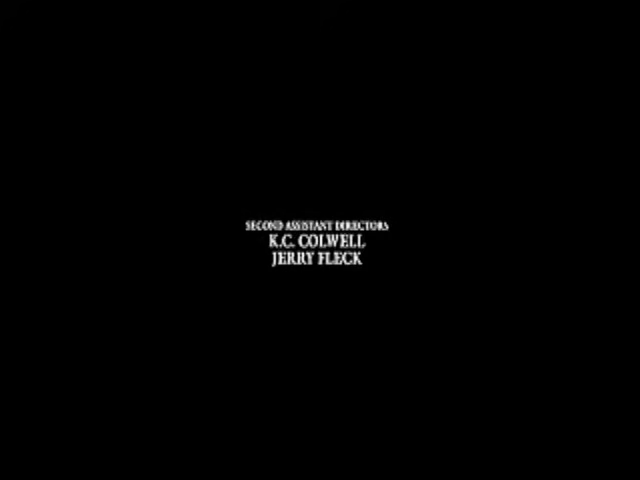 SECOND ASSISTANT DIRECTORS
K.C. COLWELL
JERRY FLECK